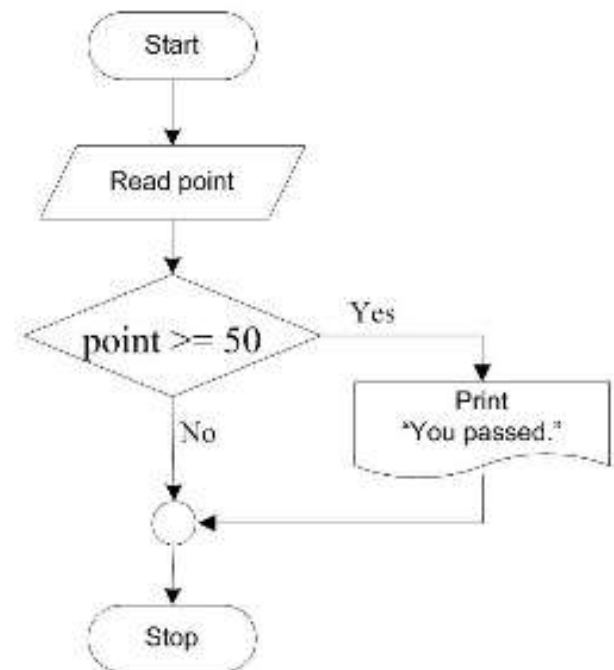 Start
Read point
point >= 50
Yes
Print
"You passed."
No
Stop